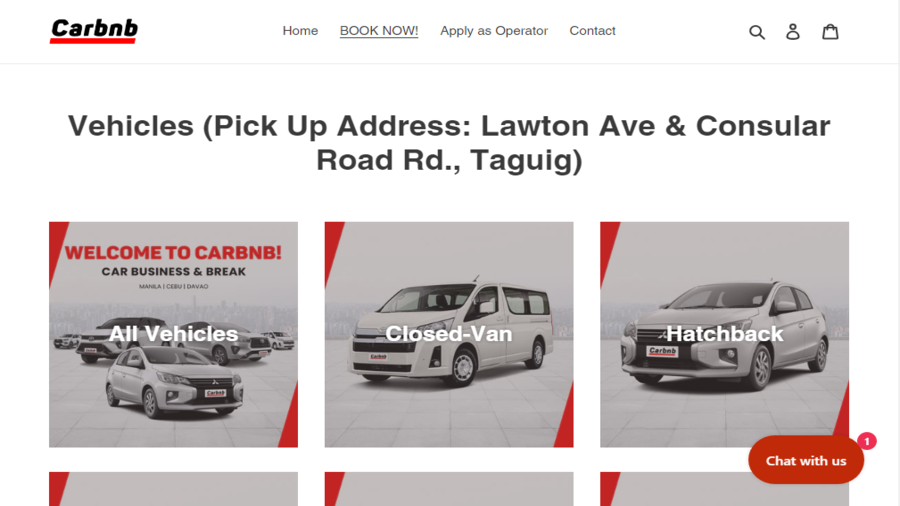 Carbnb
Home
BOOK NOW!
Apply as Operator
Contact
Vehicles (Pick Up Address: Lawton Ave & Consular
Road Rd., Taguig)
WELCOME TO CARBNB!
CAR BUSINESS & BREAK
MANILA | CEBU | DAVAO
All Vehicles
Carbnb
Closed-Van
Carbnb
Hatchback
Carbnb
Chat with us
1